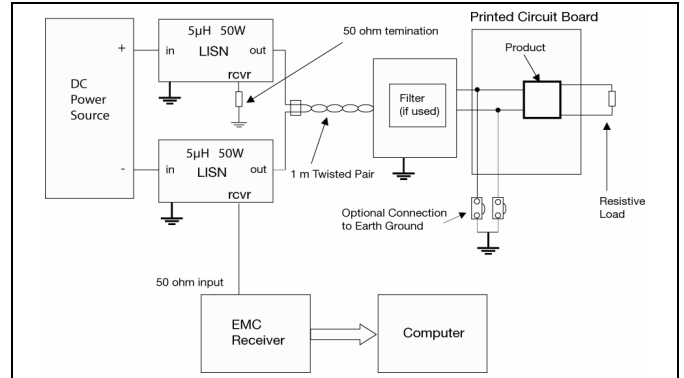 Printed Circuit Board
5µH 50W
LISN
in
out
rcvr
50 ohm temination
Product
+
DC
Power
Source
-
Filter
(if used)
5µH 50W
LISN
in
out
rcvr
1 m Twisted Pair
Optional Connection
to Earth Ground
Resistive
Load
50 ohm input
EMC
Receiver
Computer